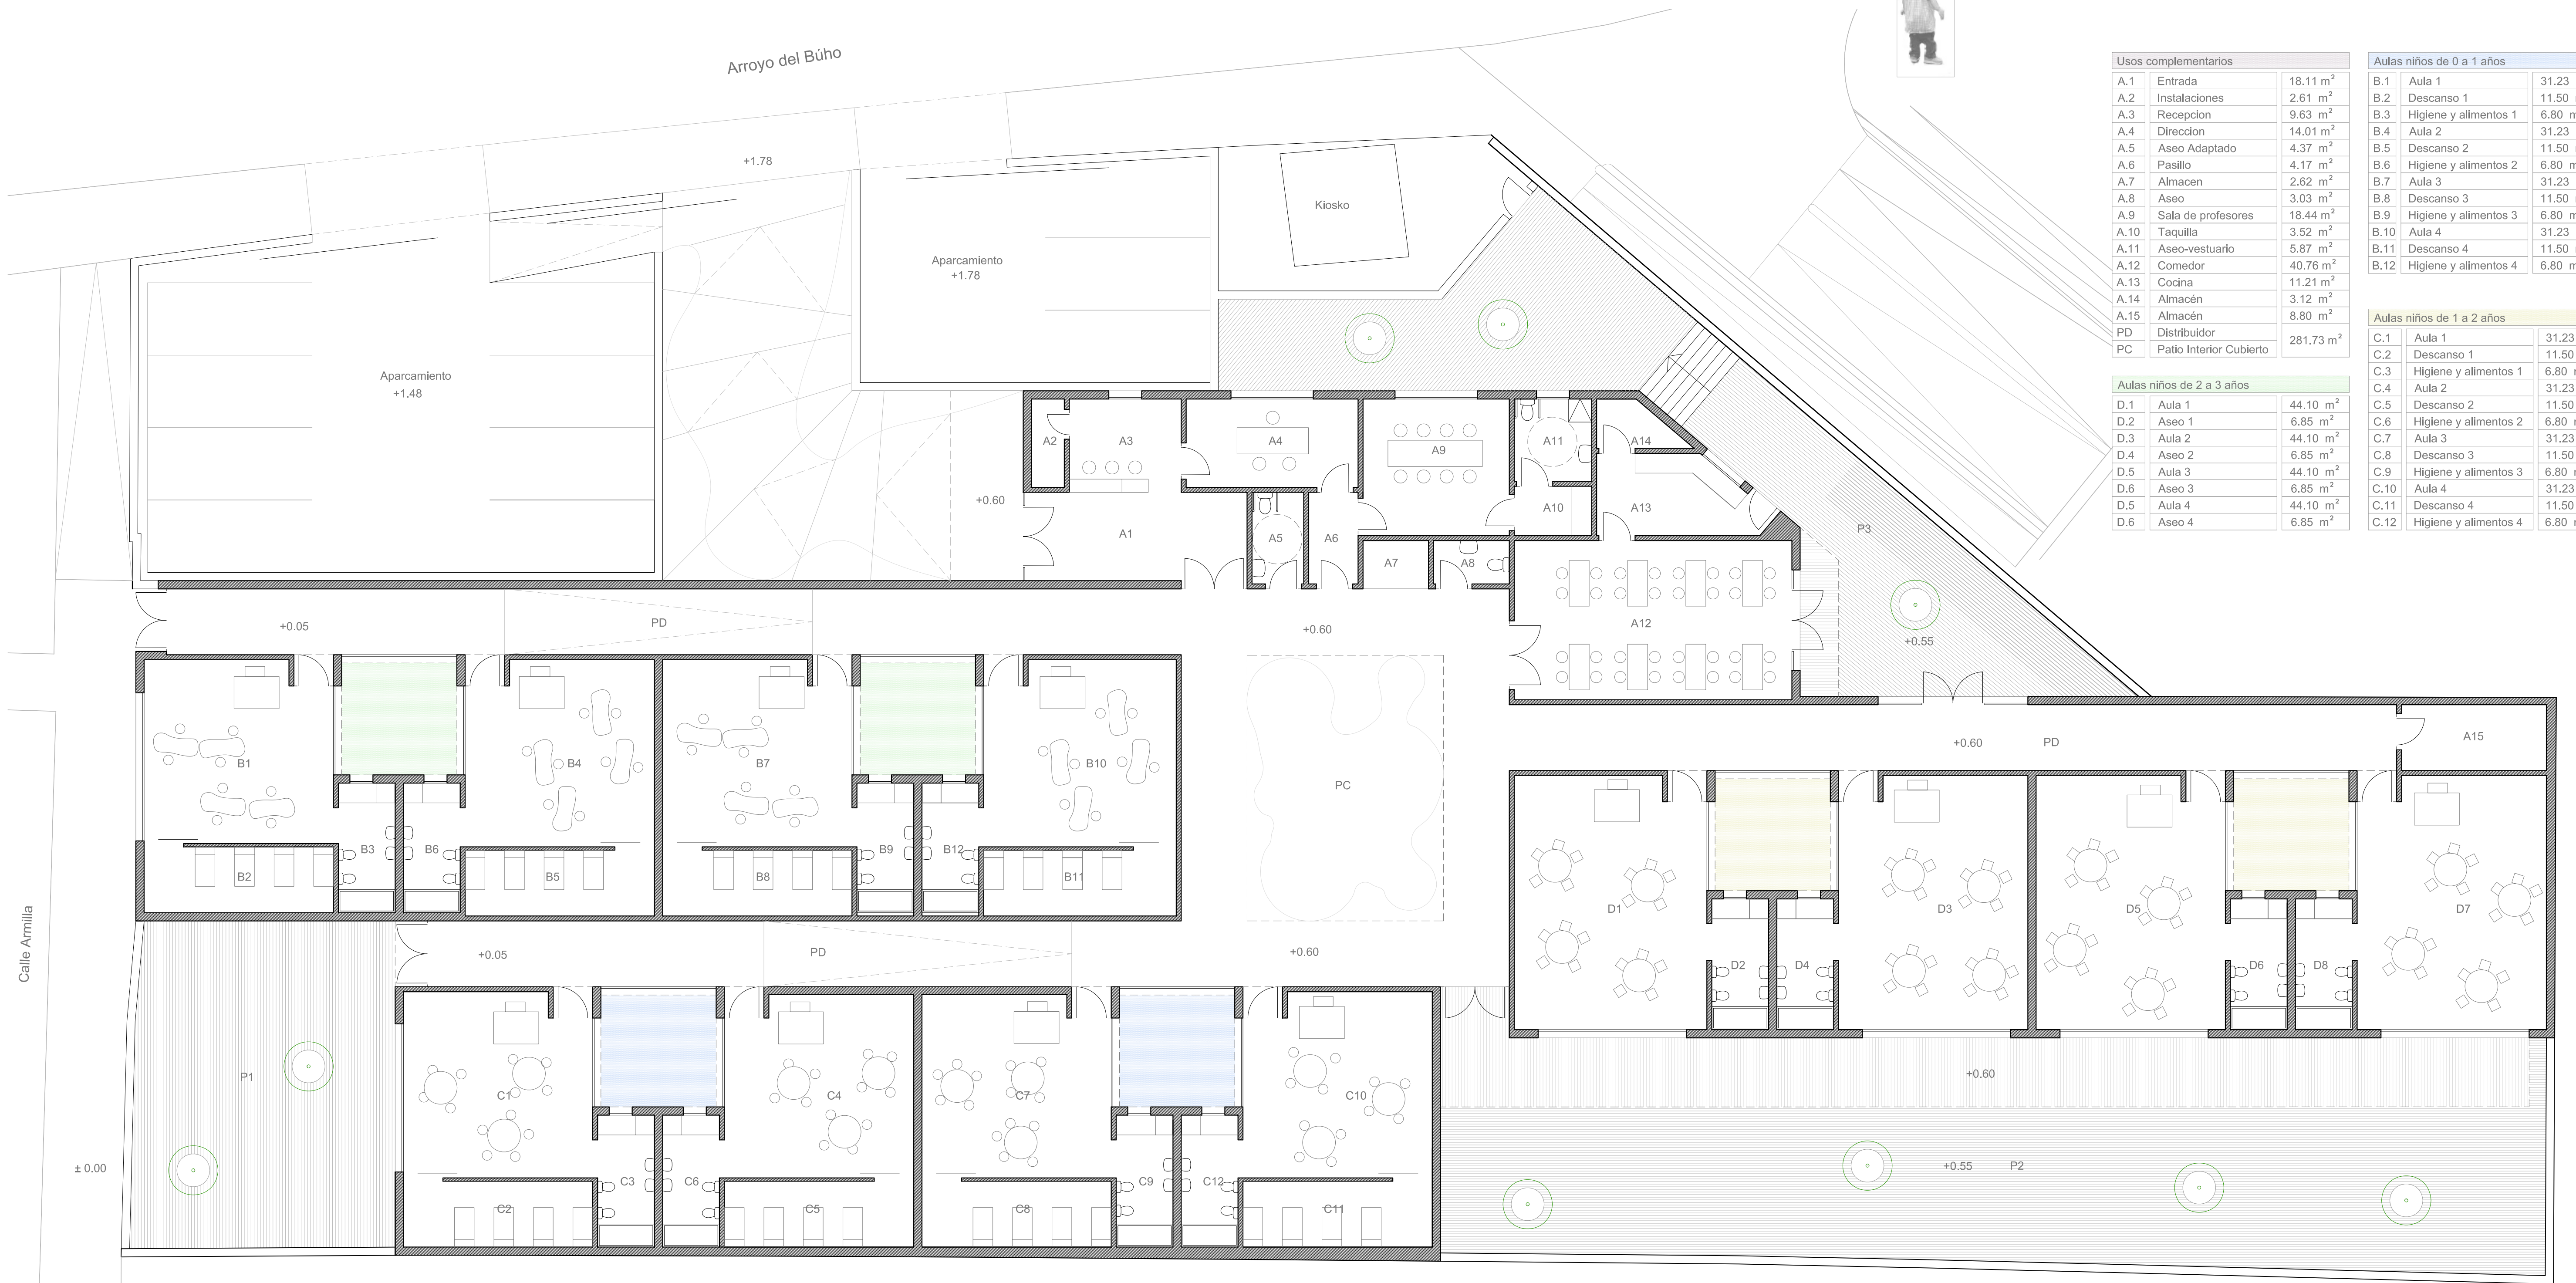 Arroyo del Búho
+1.78
Kiosko
Aparcamiento
+1.78
Aparcamiento
+1.48
Usos complementarios
A.1 Entrada 18.11 m²
A.2 Instalaciones 2.61 m²
A.3 Recepcion 9.63 m²
A.4 Direccion 14.01 m²
A.5 Aseo Adaptado 4.37 m²
A.6 Pasillo 4.17 m²
A.7 Almacen 2.62 m²
A.8 Aseo 3.03 m²
A.9 Sala de profesores 18.44 m²
A.10 Taquilla 3.52 m²
A.11 Aseo-vestuario 5.87 m²
A.12 Comedor 40.76 m²
A.13 Cocina 11.21 m²
A.14 Almacén 3.12 m²
A.15 Almacén 8.80 m²
PD Distribuidor 281.73 m²
PC Patio Interior Cubierto
Aulas niños de 2 a 3 años
D.1 Aula 1 44.10 m²
D.2 Aseo 1 6.85 m²
D.3 Aula 2 44.10 m²
D.4 Aseo 2 6.85 m²
D.5 Aula 3 44.10 m²
D.6 Aseo 3 6.85 m²
D.5 Aula 4 44.10 m²
D.6 Aseo 4 6.85 m²
Aulas niños de 0 a 1 años
B.1 Aula 1 31.23
B.2 Descanso 1 11.50
B.3 Higiene y alimentos 1 6.80
B.4 Aula 2 31.23
B.5 Descanso 2 11.50
B.6 Higiene y alimentos 2 6.80
B.7 Aula 3 31.23
B.8 Descanso 3 11.50
B.9 Higiene y alimentos 3 6.80
B.10 Aula 4 31.23
B.11 Descanso 4 11.50
B.12 Higiene y alimentos 4 6.80
Aulas niños de 1 a 2 años
C.1 Aula 1 31.23
C.2 Descanso 1 11.50
C.3 Higiene y alimentos 1 6.80
C.4 Aula 2 31.23
C.5 Descanso 2 11.50
C.6 Higiene y alimentos 2 6.80
C.7 Aula 3 31.23
C.8 Descanso 3 11.50
C.9 Higiene y alimentos 3 6.80
C.10 Aula 4 31.23
C.11 Descanso 4 11.50
C.12 Higiene y alimentos 4 6.80
A2
A3
A4
A9
A11
A14
+0.60
A1
A5
A6
A10
A13
A7
A8
P3
+0.05
PD
+0.60
A12
+0.55
B1
B4
B7
B10
PC
+0.60
PD
A15
B2
B3
B6
B5
B8
B9
B12
B11
D1
D3
D5
D7
Calle Armilla
+0.05
PD
+0.60
D2
D4
D6
D8
P1
C1
C4
C7
C10
+0.60
± 0.00
+0.55
P2
C2
C3
C6
C5
C8
C9
C12
C11